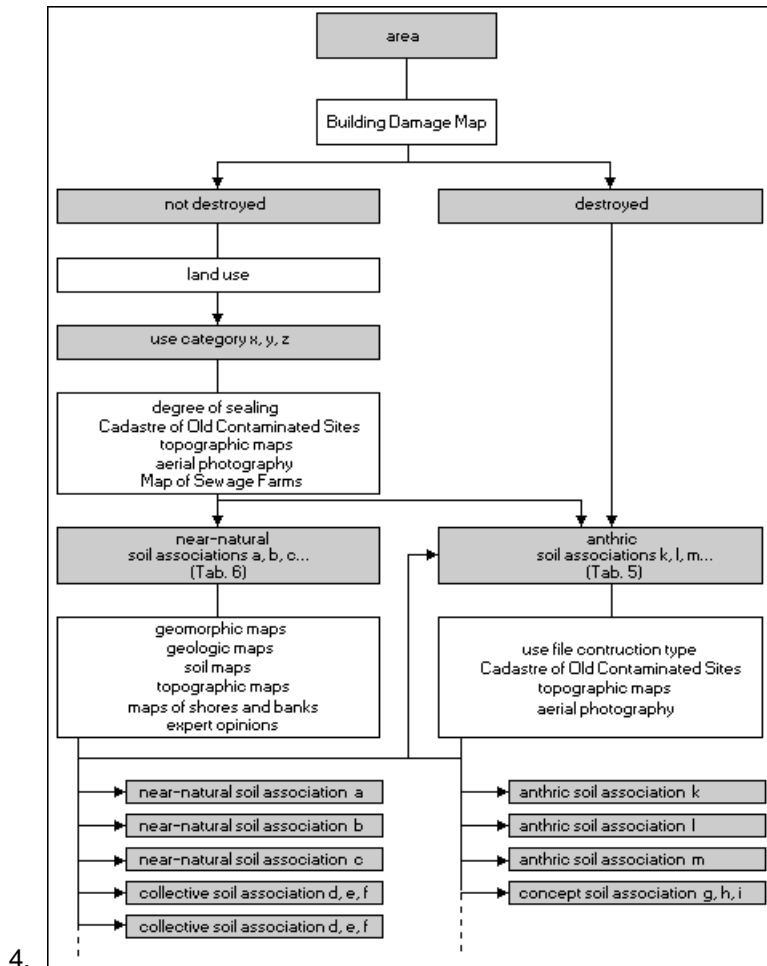 area
Building Damage Map
not destroyed
destroyed
land use
use category x, y, z
degree of sealing
Cadastre of Old Contaminated Sites
topographic maps
aerial photography
Map of Sewage Farms
near-natural
soil associations a, b, c...
(Tab. 6)
anthric
soil associations k, l, m...
(Tab. 5)
geomorphic maps
geologic maps
soil maps
topographic maps
maps of shores and banks
expert opinions
use file contruction type
Cadastre of Old Contaminated Sites
topographic maps
aerial photography
near-natural soil association a
near-natural soil association b
near-natural soil association c
collective soil association d, e, f
collective soil association d, e, f
anthric soil association k
anthric soil association l
anthric soil association m
concept soil association g, h, i
4.